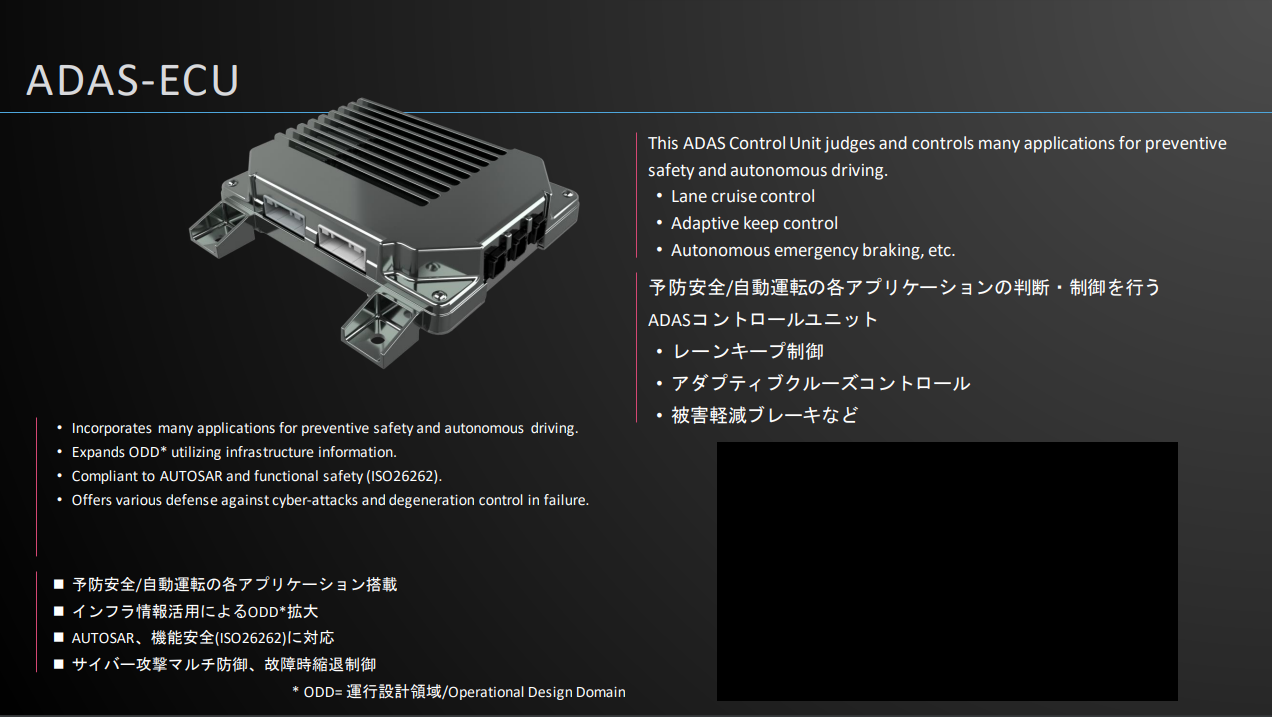 ADAS-ECU
This ADAS Control Unit judges and controls many applications for preventive
safety and autonomous driving.
• Lane cruise control
• Adaptive keep control
• Autonomous emergency braking, etc.
予防安全/自動運転の各アプリケーションの判断・制御を行う
ADASコントロールユニット
• レーンキープ制御
• アダプティブクルーズコントロール
• 被害軽減ブレーキなど
• Incorporates many applications for preventive safety and autonomous driving.
• Expands ODD* utilizing infrastructure information.
• Compliant to AUTOSAR and functional safety (ISO26262).
• Offers various defense against cyber-attacks and degeneration control in failure.
■ 予防安全/自動運転の各アプリケーション搭載
■ インフラ情報活用によるODD*拡大
■ AUTOSAR、機能安全(ISO26262)に対応
■ サイバー攻撃マルチ防御、故障時縮退制御
* ODD= 運行設計領域/Operational Design Domain